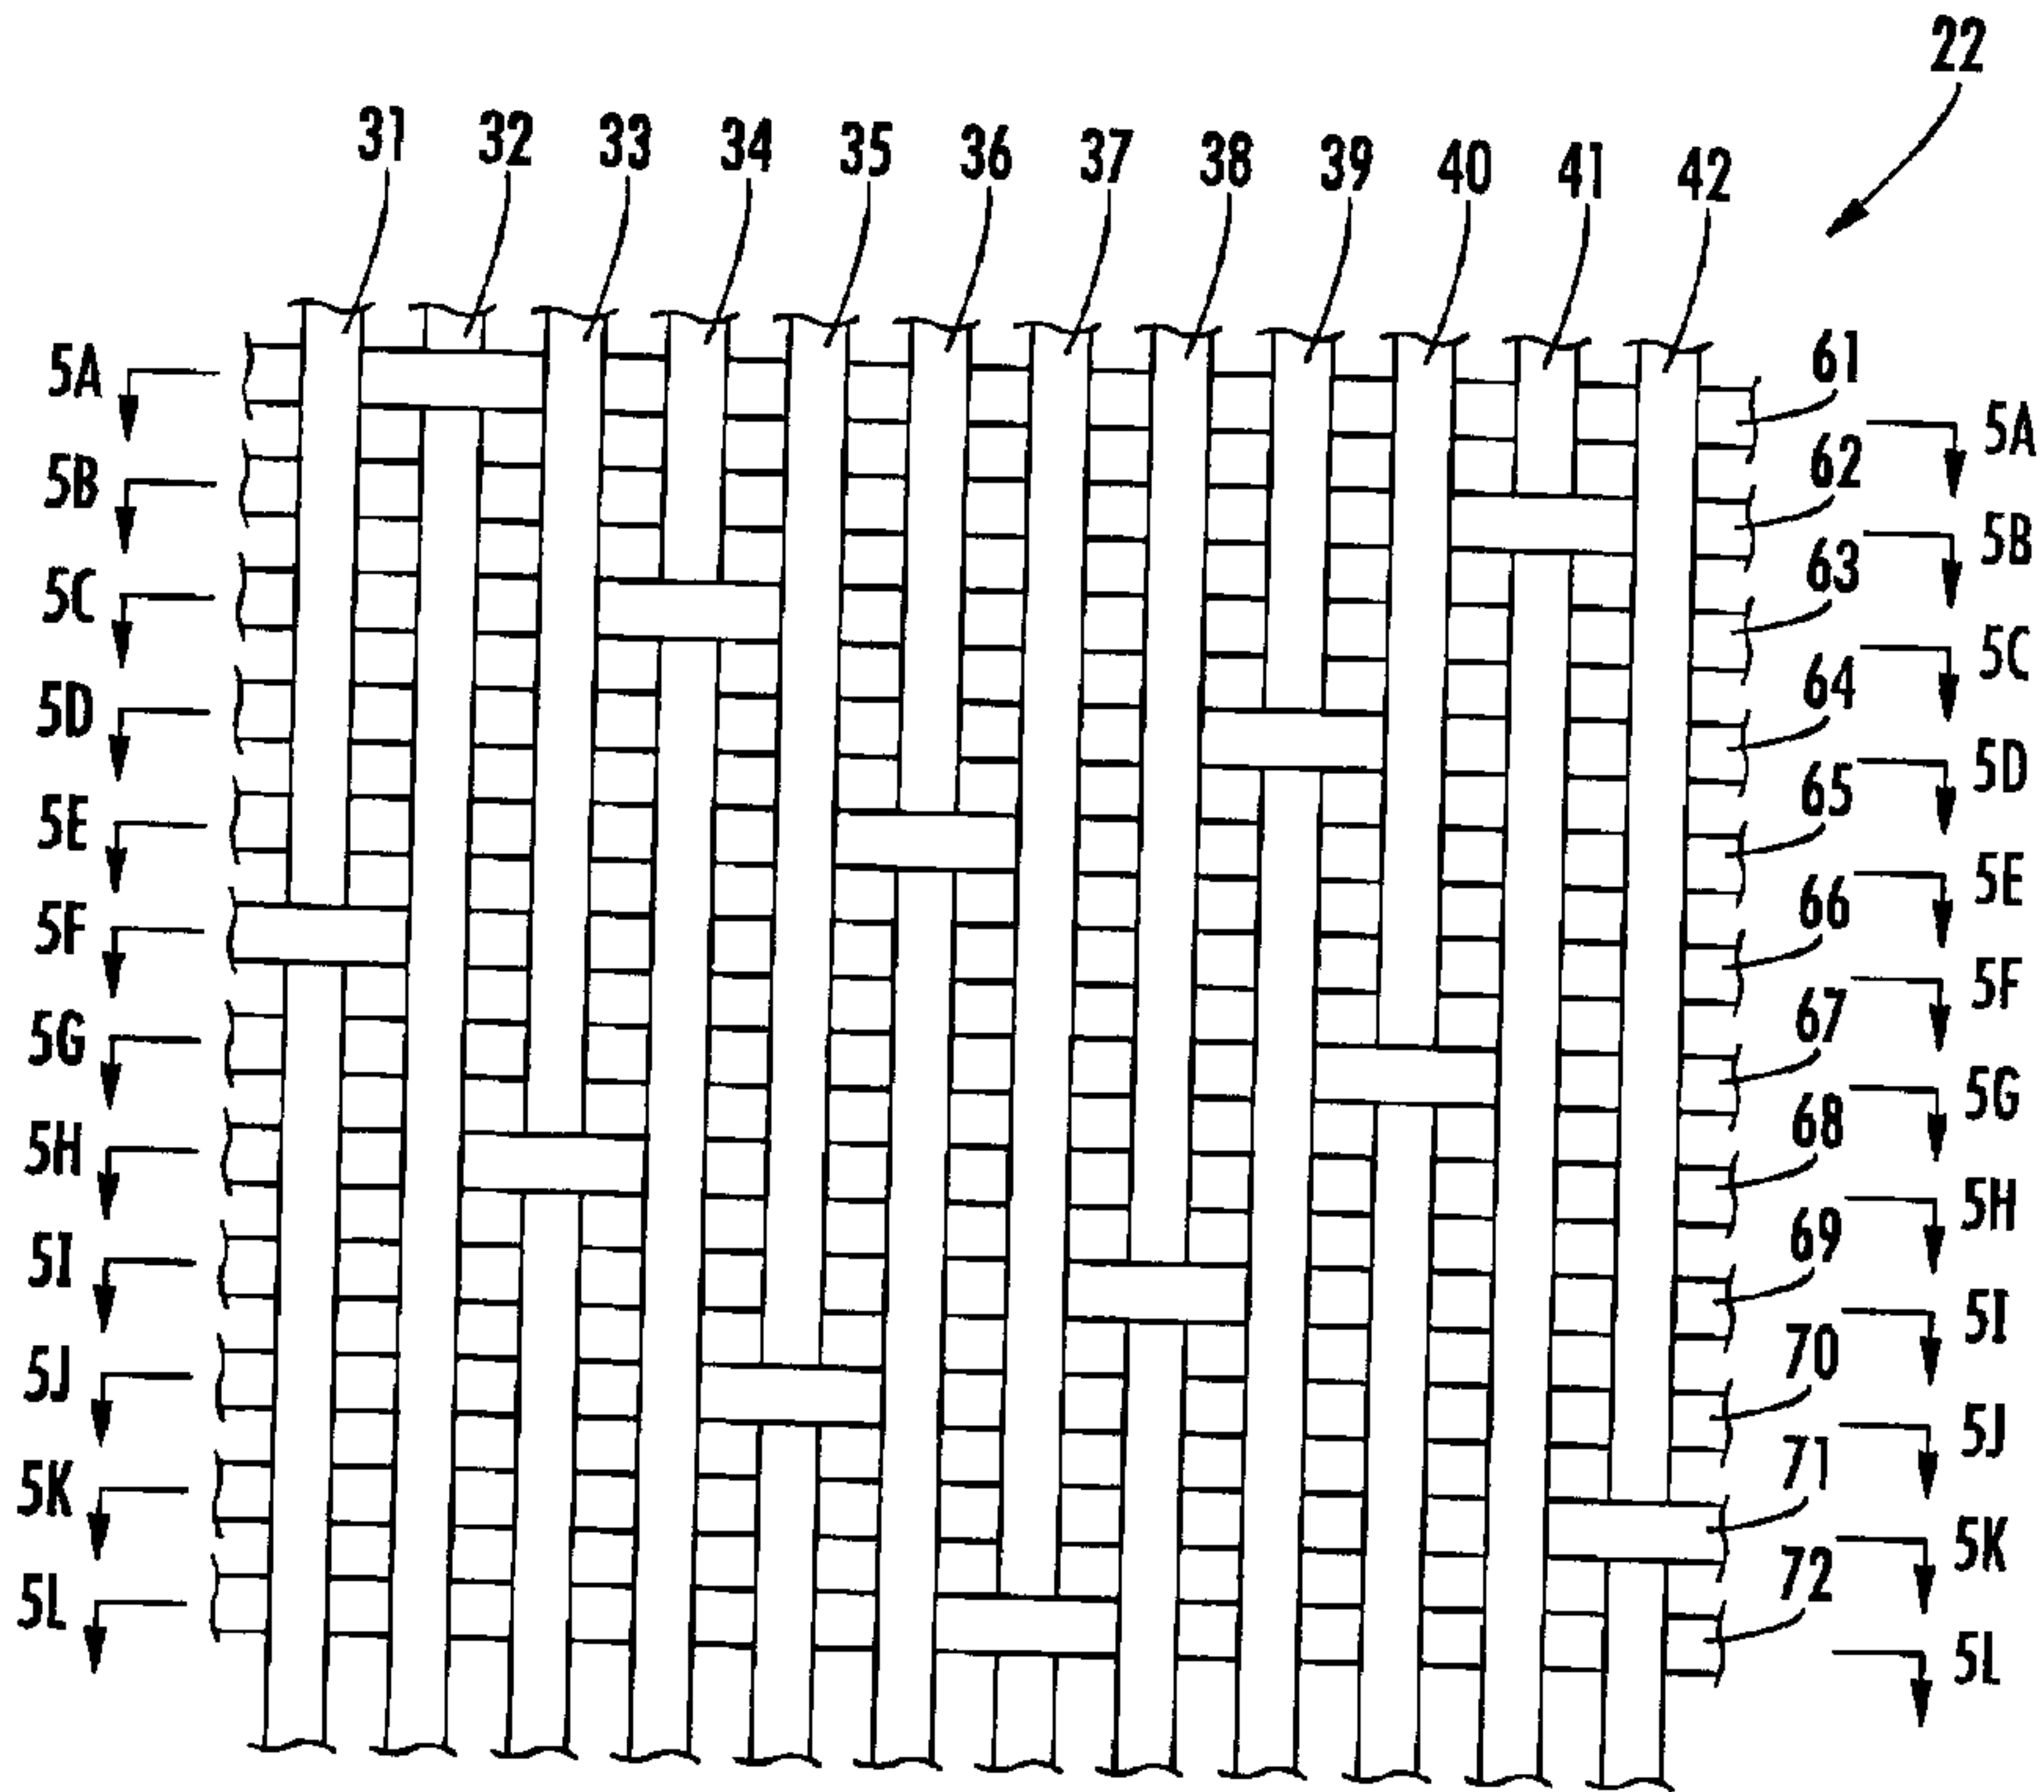 22
31 32 33 34 35 36 37 38 39 40 41 42
5A 61 5A
5B 62 5B
5C 63 5C
5D 64 5D
5E 65 5E
5F 66 5F
5G 67 5G
5H 68 5H
5I 69 5I
5J 70 5J
5K 71 5K
5L 72 5L